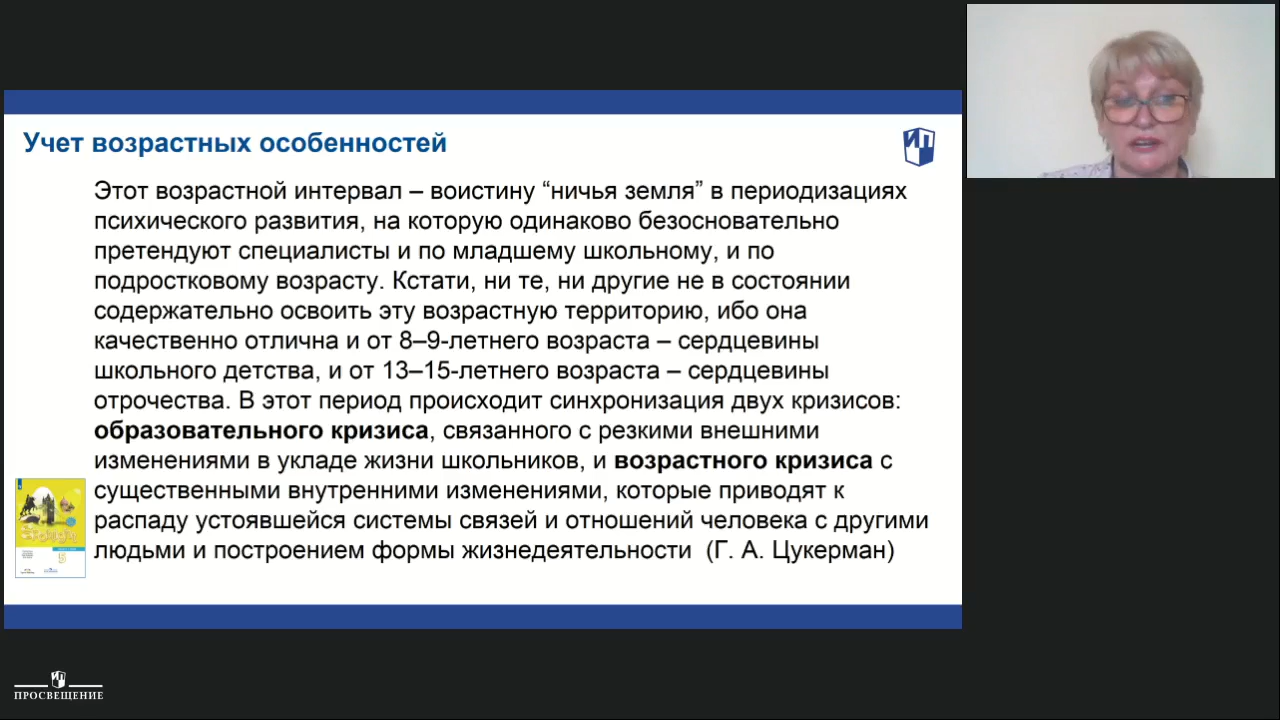 Учет возрастных особенностей
ИП
Этот возрастной интервал – воистину “ничья земля” в периодизациях
психического развития, на которую одинаково безосновательно
претендуют специалисты и по младшему школьному, и по
подростковому возрасту. Кстати, ни те, ни другие не в состоянии
содержательно освоить эту возрастную территорию, ибо она
качественно отлична и от 8–9-летнего возраста – сердцевины
школьного детства, и от 13–15-летнего возраста – сердцевины
отрочества. В этот период происходит синхронизация двух кризисов:
образовательного кризиса, связанного с резкими внешними
изменениями в укладе жизни школьников, и возрастного кризиса с
существенными внутренними изменениями, которые приводят к
распаду устоявшейся системы связей и отношений человека с другими
людьми и построением формы жизнедеятельности (Г. А. Цукерман)
5
ИП
ПРОСВЕЩЕНИЕ